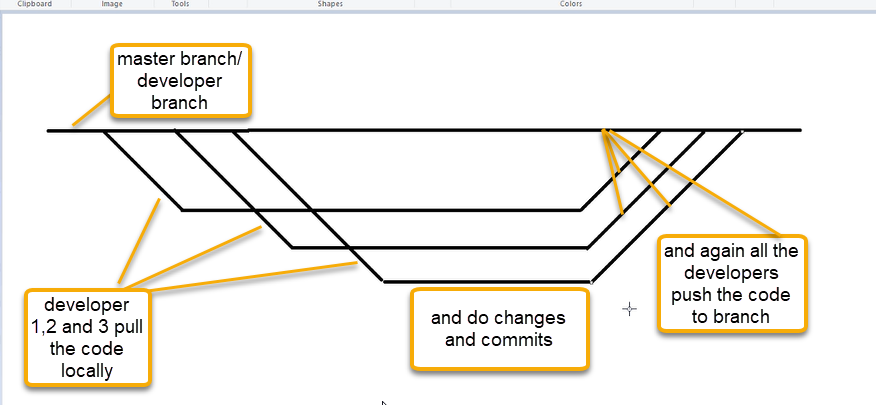 Clipboard
Image
Tools
Shapes
Colors
master branch/
developer
branch
developer
1,2 and 3 pull
the code
locally
and do changes
and commits
and again all the
developers
push the code
to branch